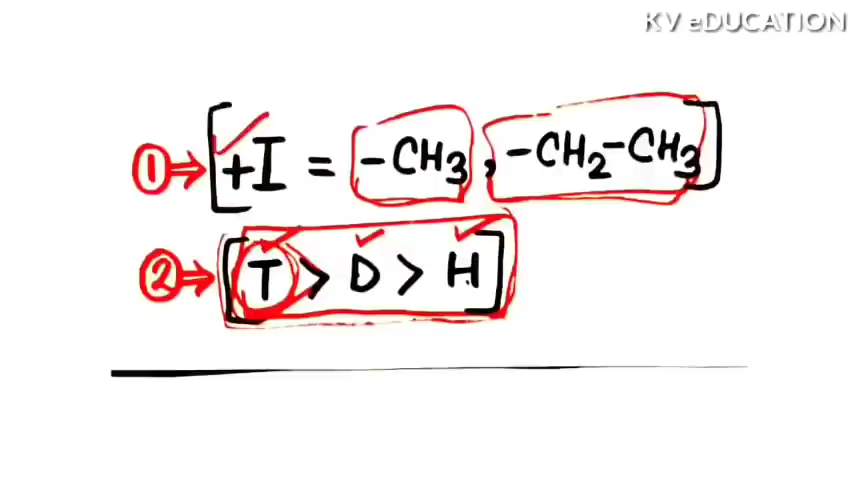 KV eDUCATION
① ⇒ [+I = -CH₃, -CH₂-CH₃]
② ⇒ [T > D > H]